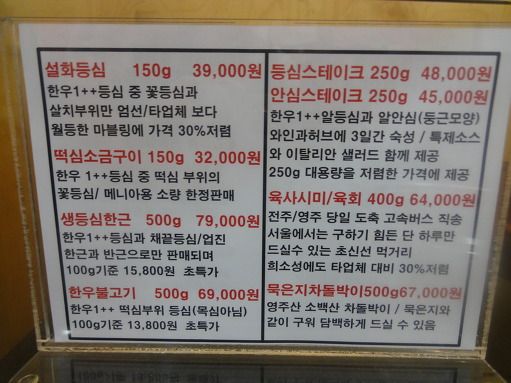 설화등심 150g 39,000원
한우1++등심 중 꽃등심과
살치부위만 엄선/타업체 보다
월등한 마블링에 가격 30%저렴
떡심소금구이 150g 32,000원
한우 1++등심 중 떡심 부위의
꽃등심/ 메니아용 소량 한정판매
생등심한근 500g 79,000원
한우1++등심과 채끝등심/업진
한근과 반근으로만 판매되며
100g기준 15,800원 초특가
한우불고기 500g 69,000원
한우1++ 떡심부위 등심(목심아님)
100g기준 13,800원 초특가
등심스테이크 250g 48,000원
안심스테이크 250g 45,000원
한우1++알등심과 알안심(둥근모양)
와인과허브에 3일간 숙성 / 특제소스
와 이탈리안 샐러드 함께 제공
250g 대용량을 저렴한 가격에 제공
육사시미/육회 400g 64,000원
전주/영주 당일 도축 고속버스 직송
서울에서는 구하기 힘든 단 하루만
드실수 있는 초신선 먹거리
희소성에도 타업체 대비 30%저렴
묵은지차돌박이500g67,000원
영주산 소백산 차돌박이 / 묵은지와
같이 구워 담백하게 드실 수 있음